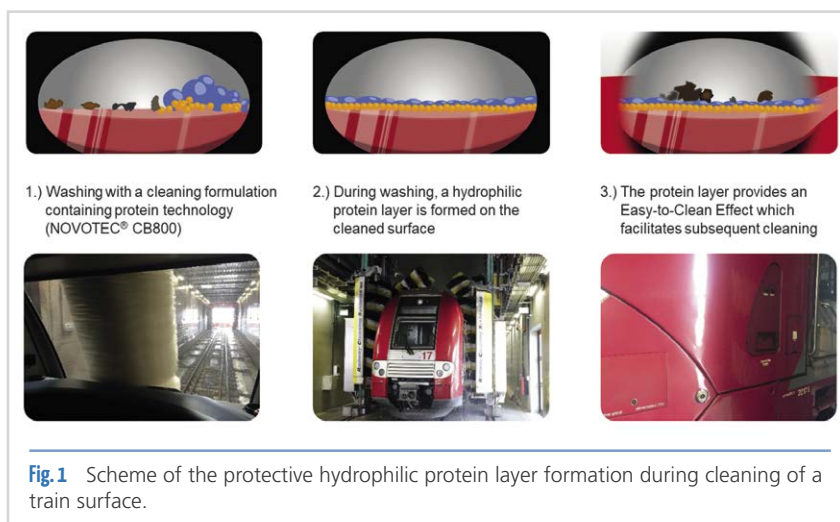 1.) Washing with a cleaning formulation
containing protein technology
(NOVOTEC® CB800)
2.) During washing, a hydrophilic
protein layer is formed on the
cleaned surface
3.) The protein layer provides an
Easy-to-Clean Effect which
facilitates subsequent cleaning
17
Fig. 1 Scheme of the protective hydrophilic protein layer formation during cleaning of a
train surface.